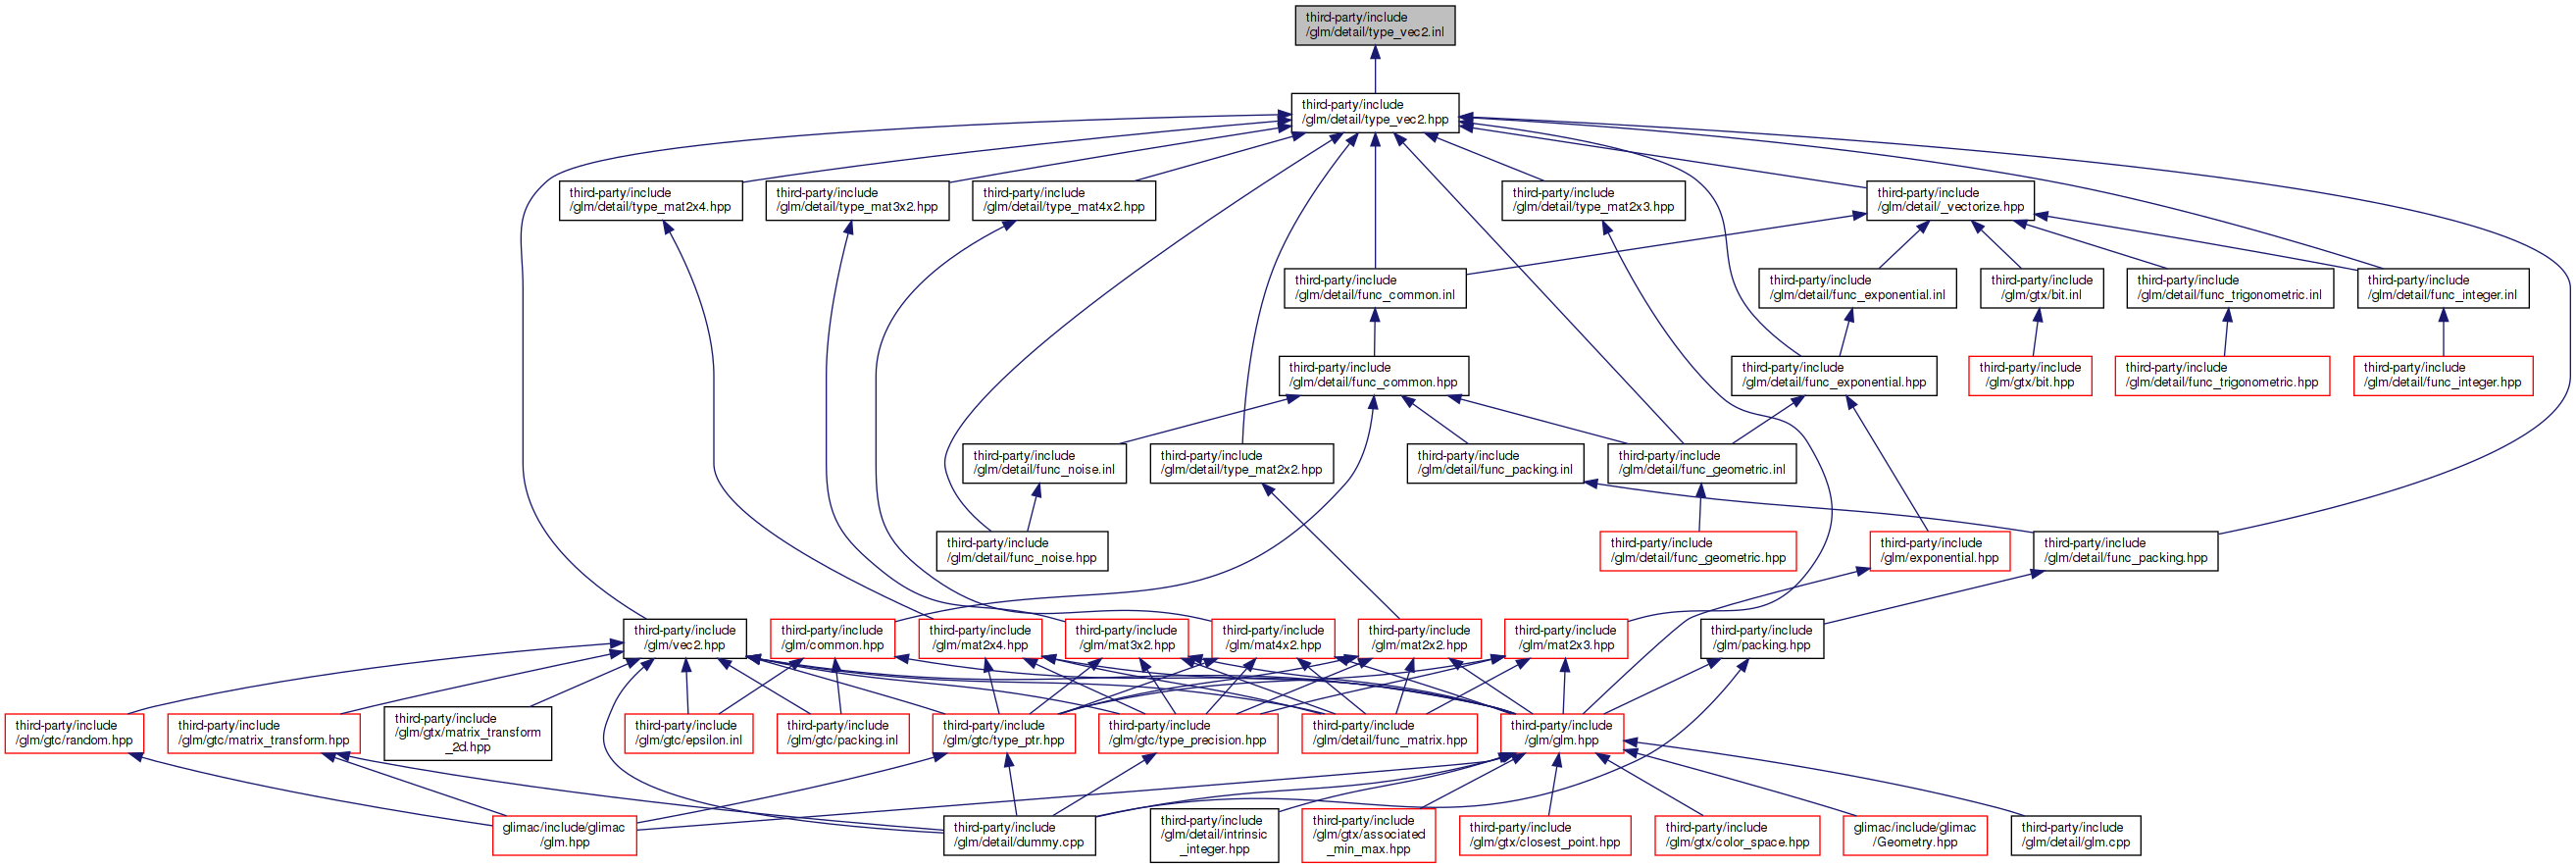 third-party/include
/glm/detail/type_vec2.inl
third-party/include
/glm/detail/type_vec2.hpp
third-party/include
/glm/detail/type_mat2x4.hpp
third-party/include
/glm/detail/type_mat3x2.hpp
third-party/include
/glm/detail/type_mat4x2.hpp
third-party/include
/glm/detail/type_mat2x3.hpp
third-party/include
/glm/detail/_vectorize.hpp
third-party/include
/glm/detail/func_common.inl
third-party/include
/glm/detail/func_exponential.inl
third-party/include
/glm/gtx/bit.inl
third-party/include
/glm/detail/func_trigonometric.inl
third-party/include
/glm/detail/func_integer.inl
third-party/include
/glm/detail/func_common.hpp
third-party/include
/glm/detail/func_exponential.hpp
third-party/include
/glm/gtx/bit.hpp
third-party/include
/glm/detail/func_trigonometric.hpp
third-party/include
/glm/detail/func_integer.hpp
third-party/include
/glm/detail/func_noise.inl
third-party/include
/glm/detail/type_mat2x2.hpp
third-party/include
/glm/detail/func_packing.inl
third-party/include
/glm/detail/func_geometric.inl
third-party/include
/glm/detail/func_noise.hpp
third-party/include
/glm/detail/func_geometric.hpp
third-party/include
/glm/exponential.hpp
third-party/include
/glm/detail/func_packing.hpp
third-party/include
/glm/vec2.hpp
third-party/include
/glm/common.hpp
third-party/include
/glm/mat2x4.hpp
third-party/include
/glm/mat3x2.hpp
third-party/include
/glm/mat4x2.hpp
third-party/include
/glm/mat2x2.hpp
third-party/include
/glm/mat2x3.hpp
third-party/include
/glm/packing.hpp
third-party/include
/glm/gtc/random.hpp
third-party/include
/glm/gtc/matrix_transform.hpp
third-party/include
/glm/gtx/matrix_transform
_2d.hpp
third-party/include
/glm/gtc/epsilon.inl
third-party/include
/glm/gtc/packing.inl
third-party/include
/glm/gtc/type_ptr.hpp
third-party/include
/glm/gtc/type_precision.hpp
third-party/include
/glm/detail/func_matrix.hpp
third-party/include
/glm/glm.hpp
glimac/include/glimac
/glm.hpp
third-party/include
/glm/detail/dummy.cpp
third-party/include
/glm/detail/intrinsic
_integer.hpp
third-party/include
/glm/gtx/associated
_min_max.hpp
third-party/include
/glm/gtx/closest_point.hpp
third-party/include
/glm/gtx/color_space.hpp
glimac/include/glimac
/Geometry.hpp
third-party/include
/glm/detail/glm.cpp